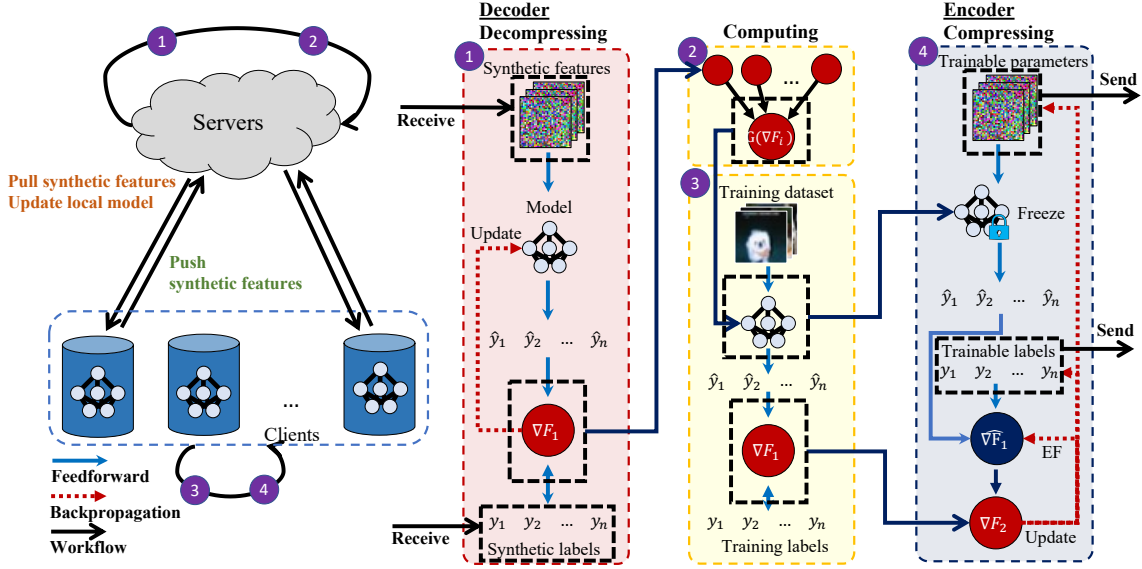 1
2
Servers
Pull synthetic features
Update local model
Push
synthetic features
...
Clients
3
4
Feedforward
Backpropagation
Workflow
Decoder
Decompressing
1
Synthetic features
Receive
Model
Update
ŷ₁ ŷ₂ ... ŷₙ
∇F₁
Receive
y₁ y₂ ... yₙ
Synthetic labels
Computing
2
...
G(∇Fᵢ)
3
Training dataset
ŷ₁ ŷ₂ ... ŷₙ
∇F₁
y₁ y₂ ... yₙ
Training labels
Encoder
Compressing
4
Trainable parameters
Send
Freeze
ŷ₁ ŷ₂ ... ŷₙ
Send
Trainable labels
y₁ y₂ ... yₙ
∇F̂₁
EF
∇F₂
Update